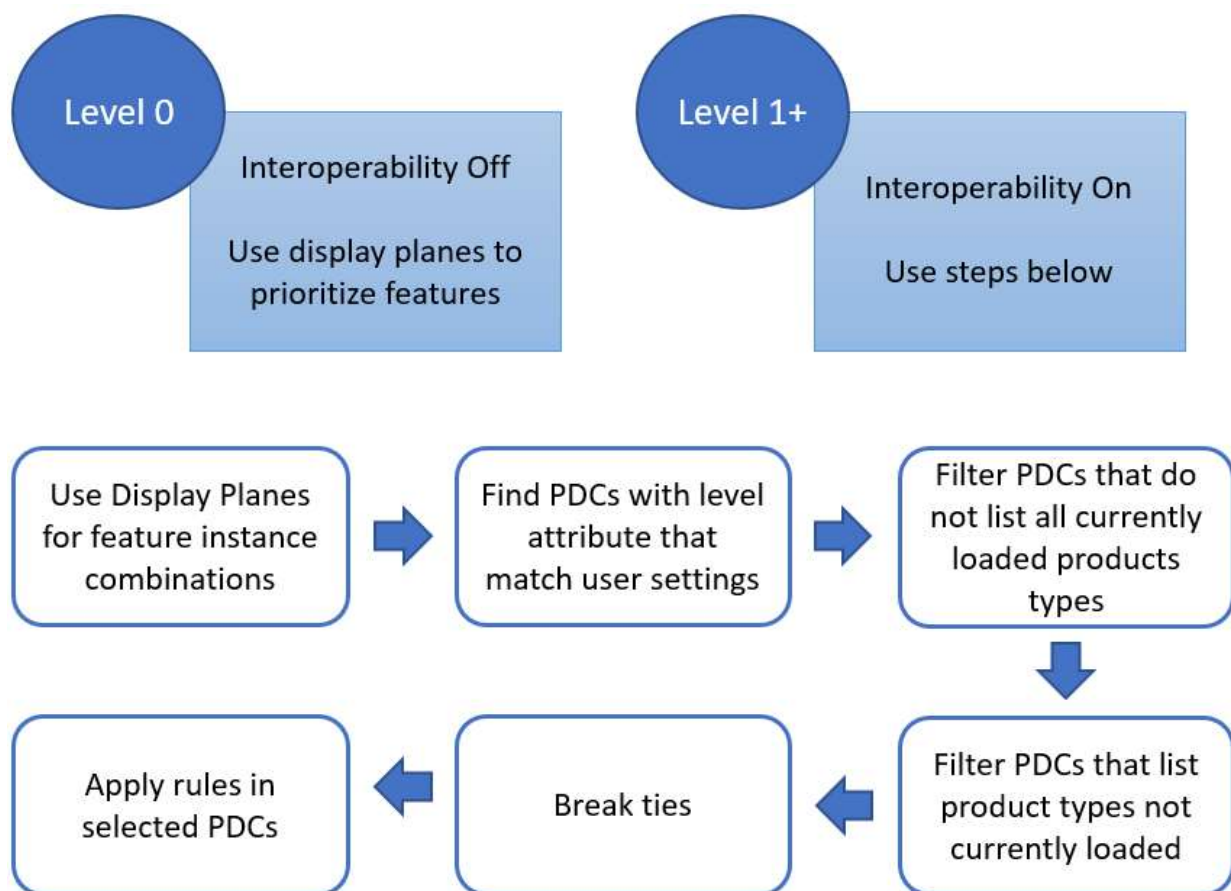 Level 0
Interoperability Off
Use display planes to
prioritize features
Level 1+
Interoperability On
Use steps below
Use Display Planes
for feature instance
combinations
Find PDCs with level
attribute that
match user settings
Filter PDCs that do
not list all currently
loaded products
types
Filter PDCs that list
product types not
currently loaded
Break ties
Apply rules in
selected PDCs